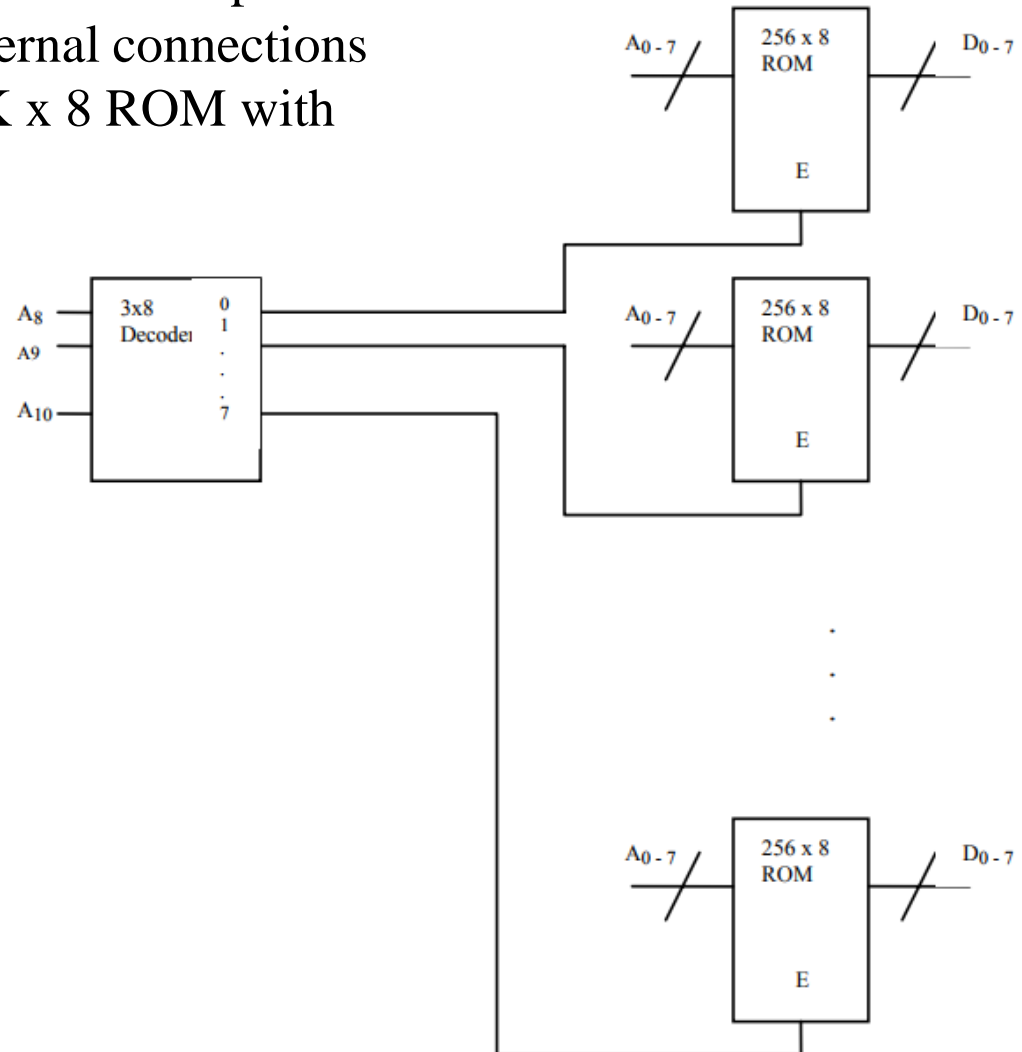 ernal connections
x 8 ROM with
A0 - 7
256 x 8
ROM
D0 - 7
E
A8
A9
A10
3x8
0
1
.
.
.
7
A0 - 7
256 x 8
ROM
D0 - 7
E
.
.
.
A0 - 7
256 x 8
ROM
D0 - 7
E